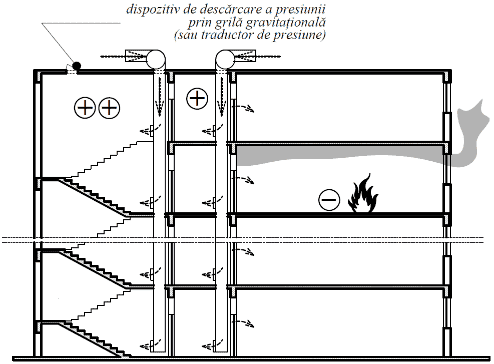 dispozitiv de descărcare a presiunii
prin grilă gravitațională
(sau traductor de presiune)